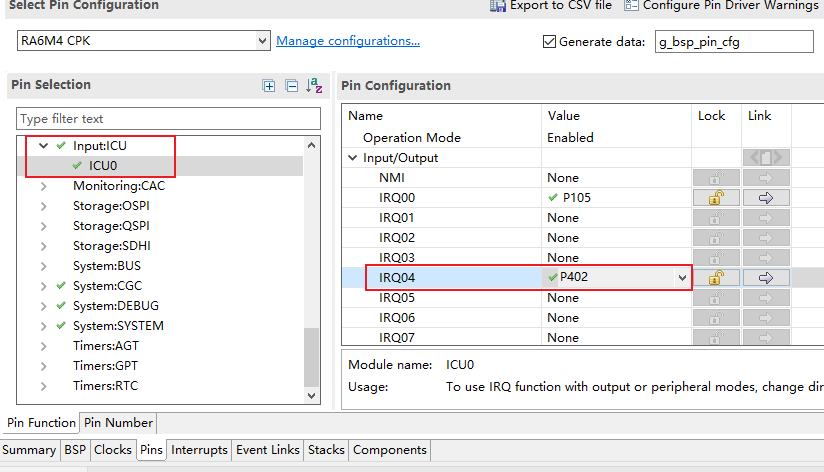 Select Pin Configuration
Export to CSV file
Configure Pin Driver Warnings
RA6M4 CPK
Manage configurations...
Generate data:
g_bsp_pin_cfg
Pin Selection
Type filter text
Input:ICU
ICU0
Monitoring:CAC
Storage:OSPI
Storage:QSPI
Storage:SDHI
System:BUS
System:CGC
System:DEBUG
System:SYSTEM
Timers:AGT
Timers:GPT
Timers:RTC
Pin Configuration
Name Value Lock Link
Operation Mode Enabled
Input/Output
NMI None
IRQ00 P105
IRQ01 None
IRQ02 None
IRQ03 None
IRQ04 P402
IRQ05 None
IRQ06 None
IRQ07 None
Module name: ICU0
Usage: To use IRQ function with output or peripheral modes, change dir
Pin Function Pin Number
Summary BSP Clocks Pins Interrupts Event Links Stacks Components